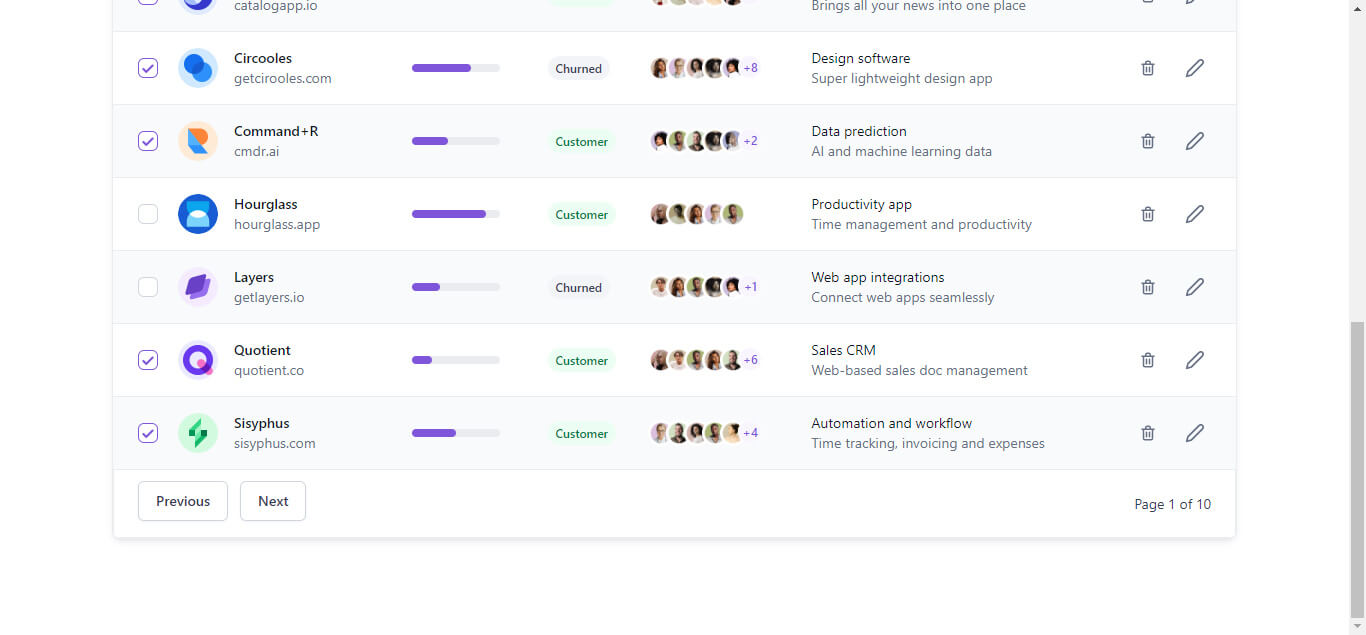 catalogapp.io
Brings all your news into one place
Circooles
getcirooles.com
Churned
+8
Design software
Super lightweight design app
Command+R
cmdr.ai
Customer
+2
Data prediction
AI and machine learning data
Hourglass
hourglass.app
Customer
Productivity app
Time management and productivity
Layers
getlayers.io
Churned
+1
Web app integrations
Connect web apps seamlessly
Quotient
quotient.co
Customer
+6
Sales CRM
Web-based sales doc management
Sisyphus
sisyphus.com
Customer
+4
Automation and workflow
Time tracking, invoicing and expenses
Previous
Next
Page 1 of 10